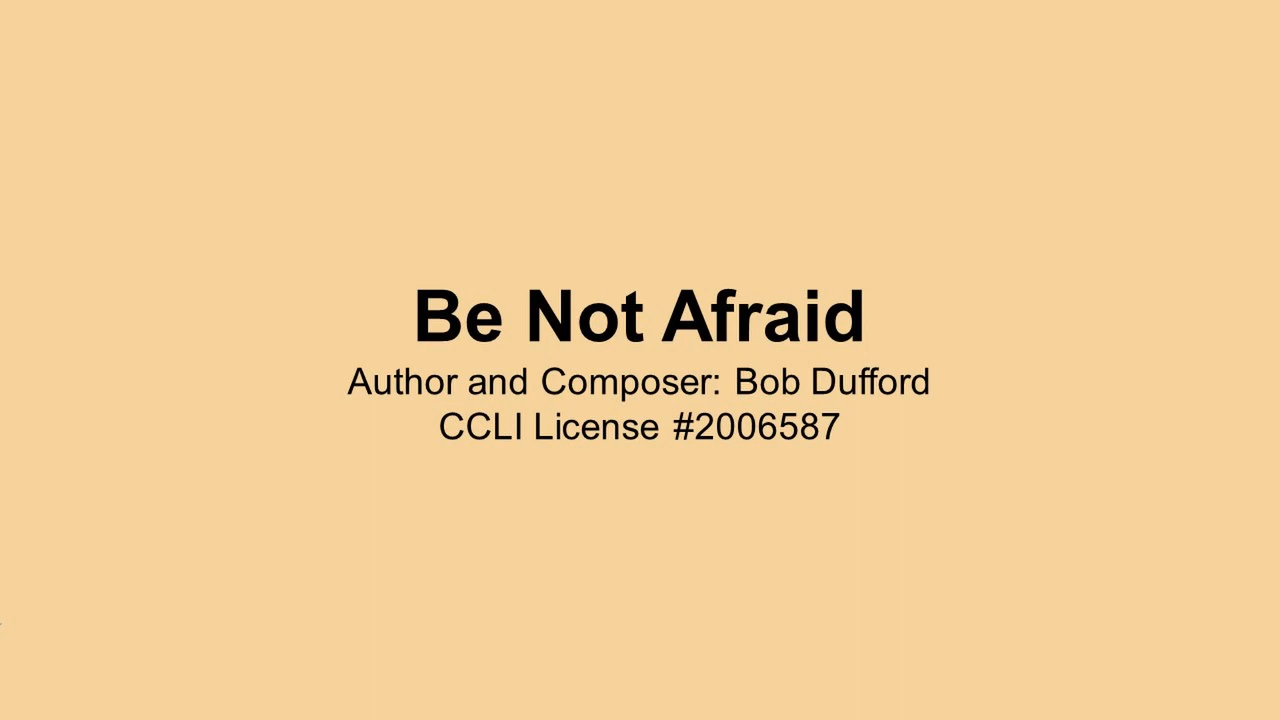 Be Not Afraid
Author and Composer: Bob Dufford
CCLI License #2006587